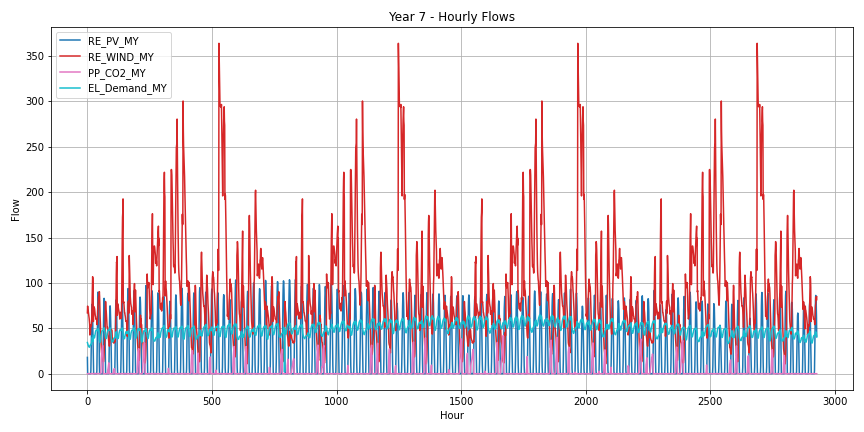 Year 7 - Hourly Flows
RE_PV_MY
RE_WIND_MY
PP_CO2_MY
EL_Demand_MY
350
300
250
200
150
100
50
0
Flow
0 500 1000 1500 2000 2500 3000
Hour